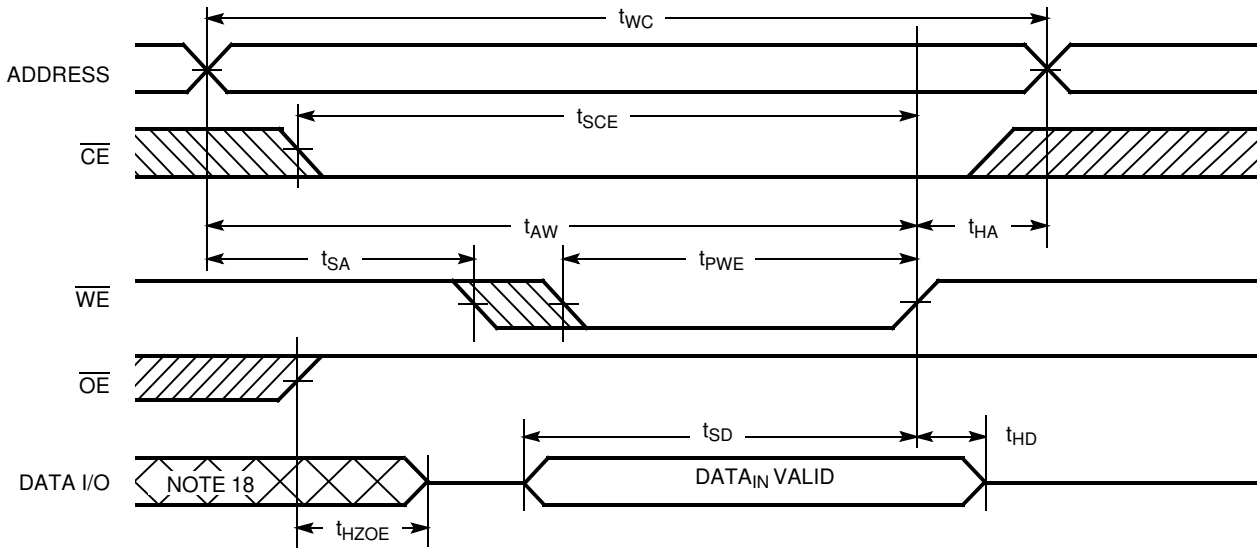 tWC
ADDRESS
tSCE
CE
tAW
tHA
tSA
tPWE
WE
OE
tSD
tHD
DATA I/O
NOTE 18
DATAIN VALID
tHZOE